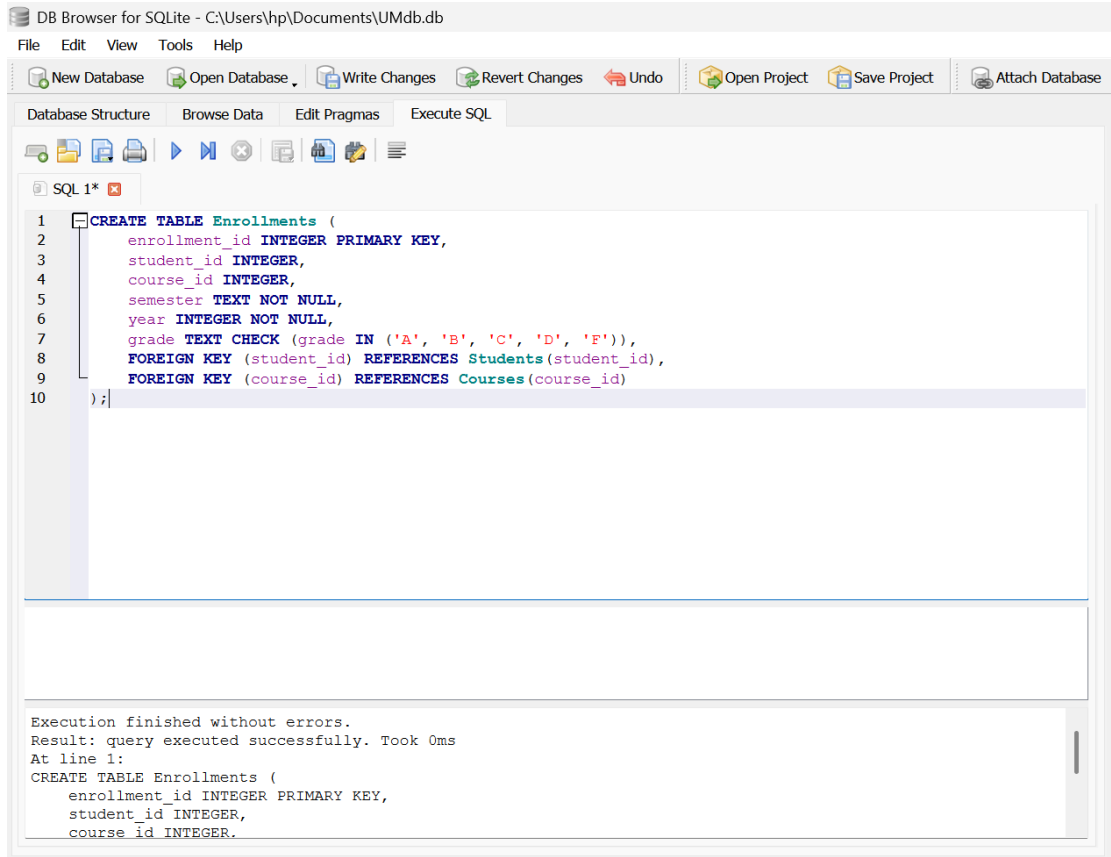 DB Browser for SQLite - C:\Users\hp\Documents\UMdb.db
File Edit View Tools Help
New Database Open Database Write Changes Revert Changes Undo Open Project Save Project Attach Database
Database Structure Browse Data Edit Pragmas Execute SQL
SQL 1*
1 CREATE TABLE Enrollments (
2 enrollment_id INTEGER PRIMARY KEY,
3 student_id INTEGER,
4 course_id INTEGER,
5 semester TEXT NOT NULL,
6 year INTEGER NOT NULL,
7 grade TEXT CHECK (grade IN ('A', 'B', 'C', 'D', 'F')),
8 FOREIGN KEY (student_id) REFERENCES Students(student_id),
9 FOREIGN KEY (course_id) REFERENCES Courses(course_id)
10 );
Execution finished without errors.
Result: query executed successfully. Took 0ms
At line 1:
CREATE TABLE Enrollments (
enrollment_id INTEGER PRIMARY KEY,
student_id INTEGER,
course_id INTEGER,